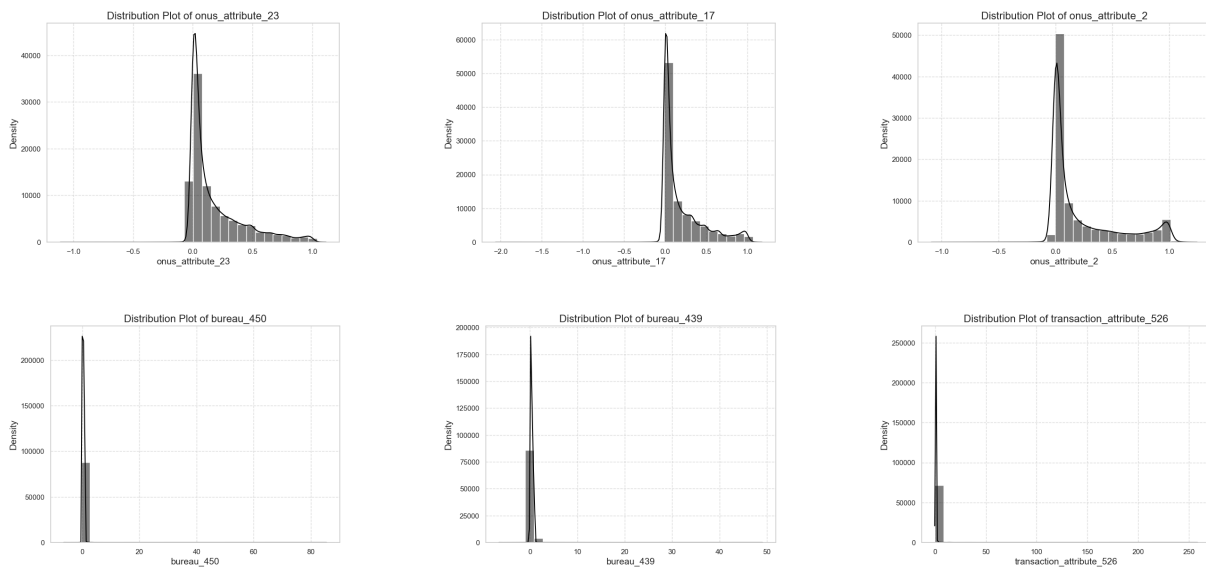 Distribution Plot of onus_attribute_23
Density
40000
30000
20000
10000
0
−1.0 −0.5 0.0 0.5 1.0
onus_attribute_23
Distribution Plot of onus_attribute_17
Density
60000
50000
40000
30000
20000
10000
0
−2.0 −1.5 −1.0 −0.5 0.0 0.5 1.0
onus_attribute_17
Distribution Plot of onus_attribute_2
Density
50000
40000
30000
20000
10000
0
−1.0 −0.5 0.0 0.5 1.0
onus_attribute_2
Distribution Plot of bureau_450
Density
200000
150000
100000
50000
0
0 20 40 60 80
bureau_450
Distribution Plot of bureau_439
Density
200000
175000
150000
125000
100000
75000
50000
25000
0
0 10 20 30 40 50
bureau_439
Distribution Plot of transaction_attribute_526
Density
300000
250000
200000
150000
100000
50000
0
0 50 100 150 200 250
transaction_attribute_526